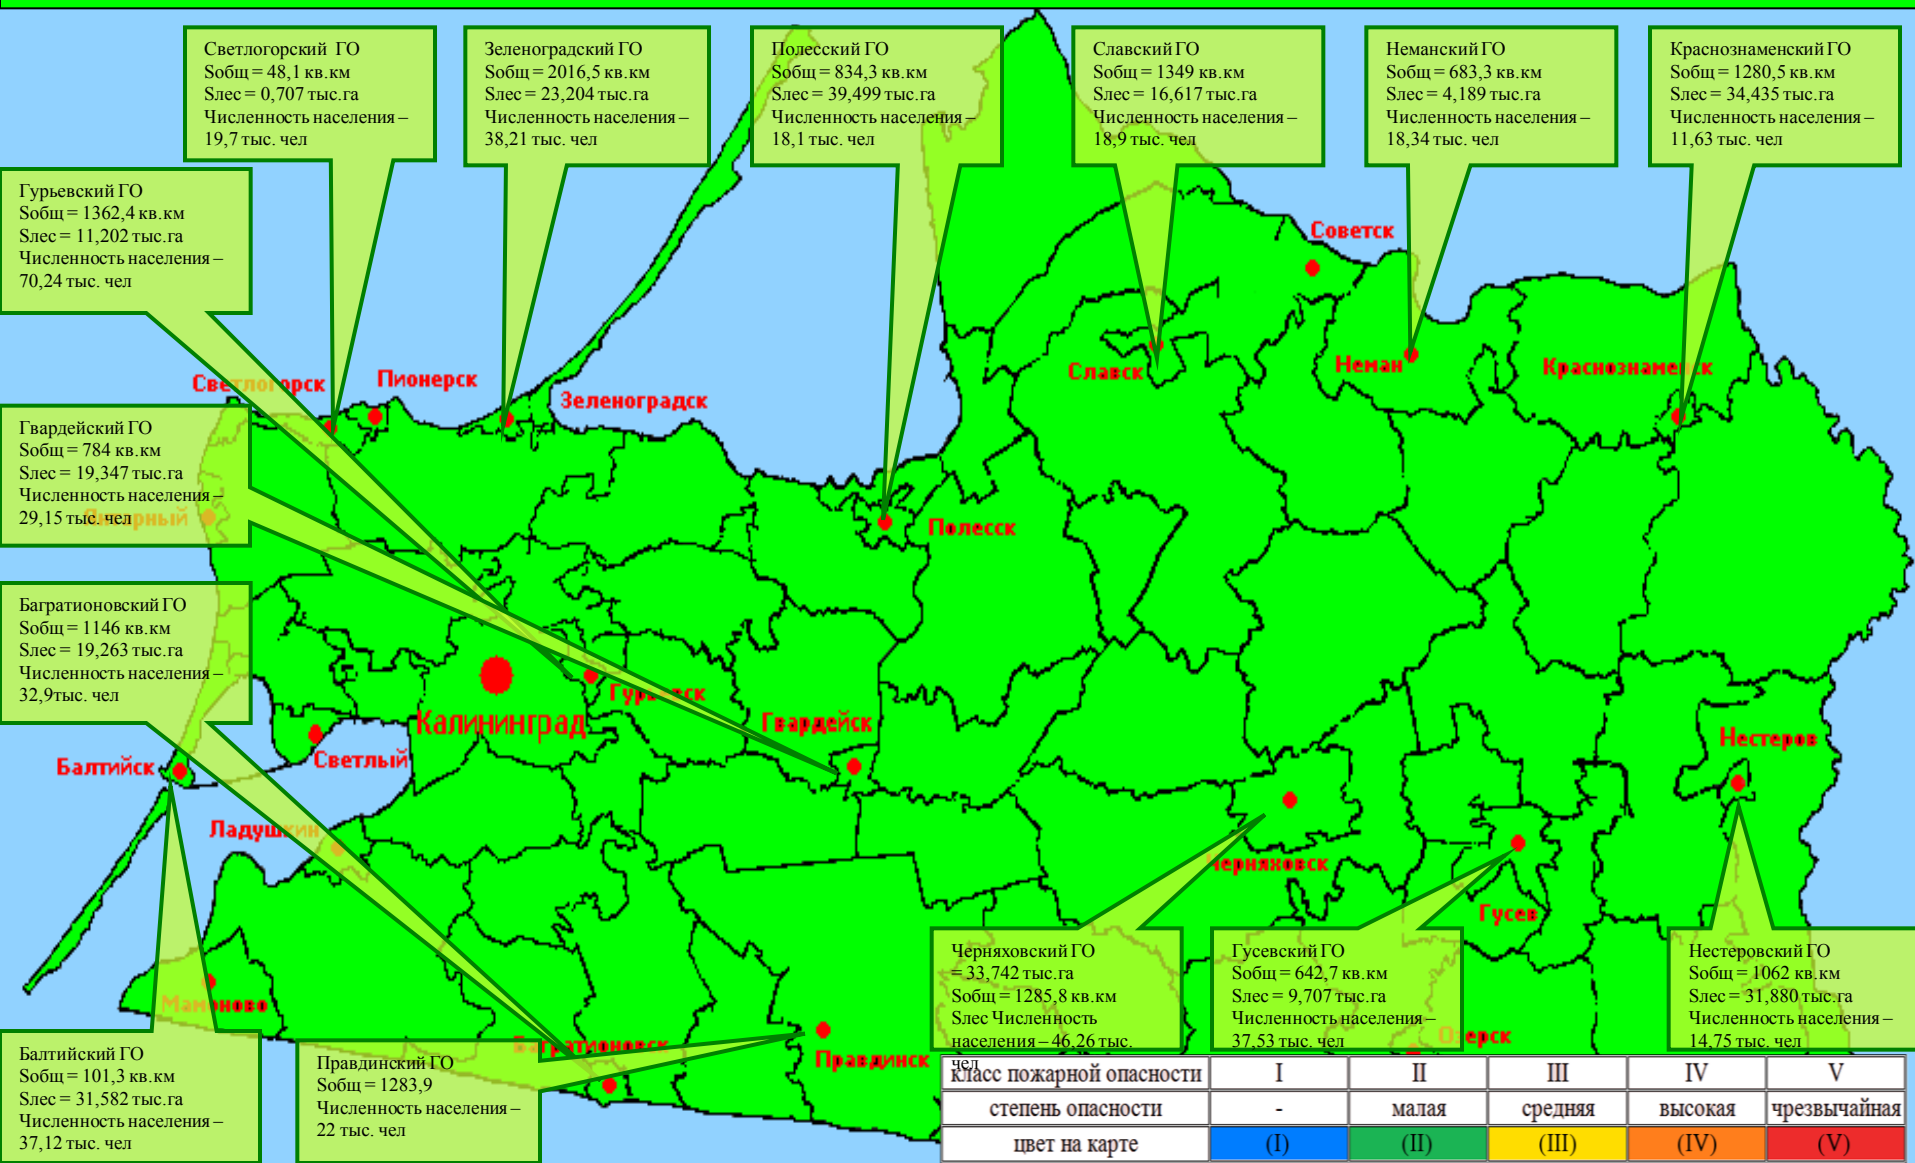 Светлогорский ГО
Sобщ = 48,1 кв.км
Sлес = 0,707 тыс.га
Численность населения –
19,7 тыс. чел
Зеленоградский ГО
Sобщ = 2016,5 кв.км
Sлес = 23,204 тыс.га
Численность населения –
38,21 тыс. чел
Полесский ГО
Sобщ = 834,3 кв.км
Sлес = 39,499 тыс.га
Численность населения –
18,1 тыс. чел
Славский ГО
Sобщ = 1349 кв.км
Sлес = 16,617 тыс.га
Численность населения –
18,9 тыс. чел
Неманский ГО
Sобщ = 683,3 кв.км
Sлес = 4,189 тыс.га
Численность населения –
18,34 тыс. чел
Краснознаменский ГО
Sобщ = 1280,5 кв.км
Sлес = 34,435 тыс.га
Численность населения –
11,63 тыс. чел
Гурьевский ГО
Sобщ = 1362,4 кв.км
Sлес = 11,202 тыс.га
Численность населения –
70,24 тыс. чел
Советск
Славск
Неман
Краснознаменск
Светлогорск
Пионерск
Зеленоградск
Гвардейский ГО
Sобщ = 784 кв.км
Sлес = 19,347 тыс.га
Численность населения –
29,15 тыс. чел
Янтарный
Полесск
Багратионовский ГО
Sобщ = 1146 кв.км
Sлес = 19,263 тыс.га
Численность населения –
32,9тыс. чел
Гурьевск
Калининград
Гвардейск
Нестеров
Балтийск
Светлый
Ладушкин
Черняховск
Гусев
Мамоново
Багратионовск
Правдинск
Озерск
Черняховский ГО
= 33,742 тыс.га
Sобщ = 1285,8 кв.км
Sлес Численность
населения – 46,26 тыс.
чел
Гусевский ГО
Sобщ = 642,7 кв.км
Sлес = 9,707 тыс.га
Численность населения –
37,53 тыс. чел
Нестеровский ГО
Sобщ = 1062 кв.км
Sлес = 31,880 тыс.га
Численность населения –
14,75 тыс. чел
Балтийский ГО
Sобщ = 101,3 кв.км
Sлес = 31,582 тыс.га
Численность населения –
37,12 тыс. чел
Правдинский ГО
Sобщ = 1283,9
Численность населения –
22 тыс. чел
класс пожарной опасности I II III IV V
степень опасности - малая средняя высокая чрезвычайная
цвет на карте (I) (II) (III) (IV) (V)